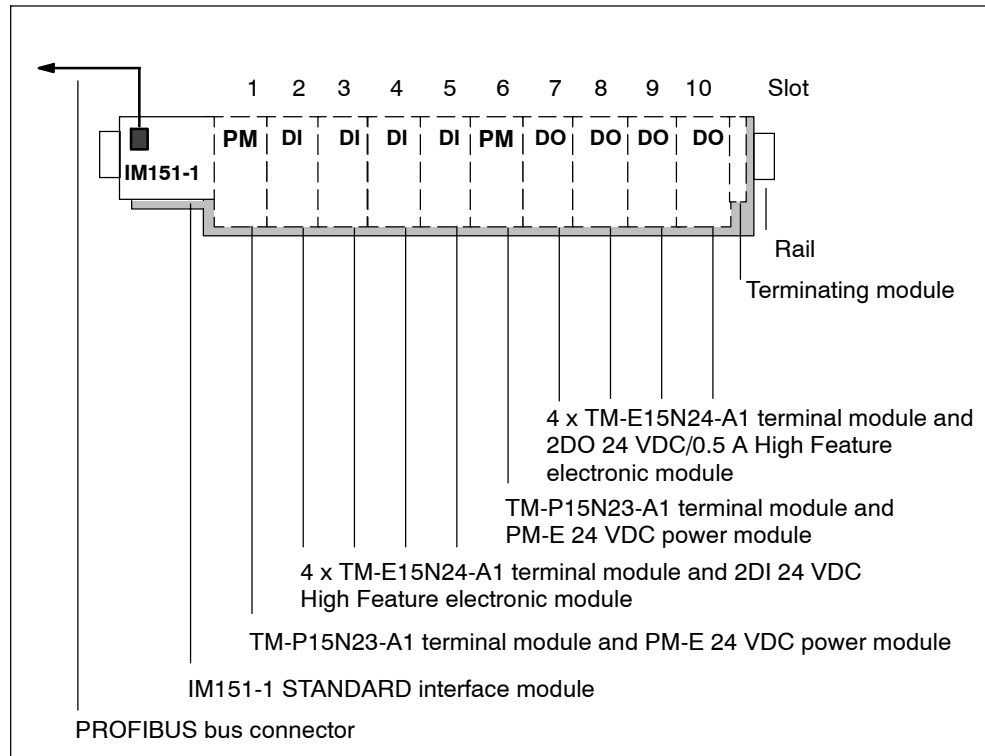 1 2 3 4 5 6 7 8 9 10 Slot
PM DI DI DI DI PM DO DO DO DO
IM151-1
Rail
Terminating module
4 x TM-E15N24-A1 terminal module and
2DO 24 VDC/0.5 A High Feature
electronic module
TM-P15N23-A1 terminal module and
PM-E 24 VDC power module
4 x TM-E15N24-A1 terminal module and 2DI 24 VDC
High Feature electronic module
TM-P15N23-A1 terminal module and PM-E 24 VDC power module
IM151-1 STANDARD interface module
PROFIBUS bus connector